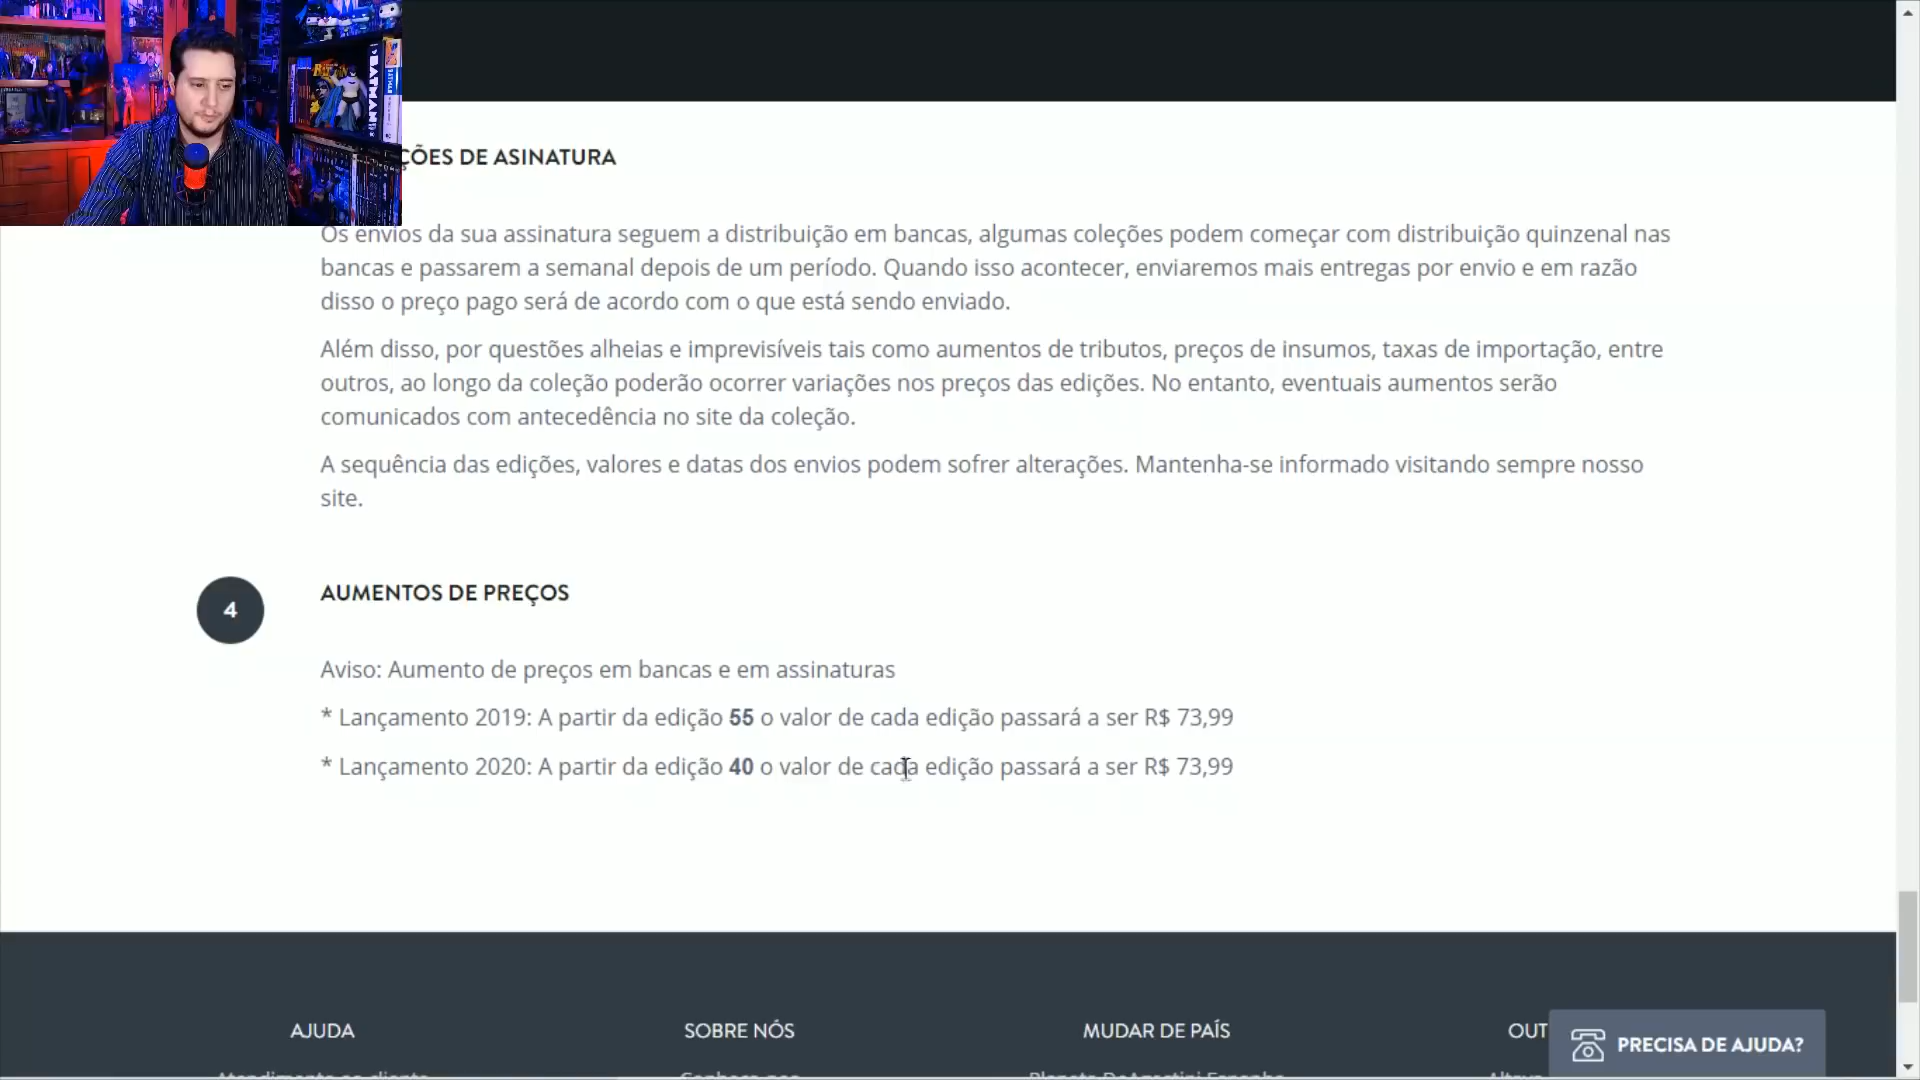 BATMAN
ÇÕES DE ASINATURA
Os envios da sua assinatura seguem a distribuição em bancas, algumas coleções podem começar com distribuição quinzenal nas
bancas e passarem a semanal depois de um período. Quando isso acontecer, enviaremos mais entregas por envio e em razão
disso o preço pago será de acordo com o que está sendo enviado.
Além disso, por questões alheias e imprevisíveis tais como aumentos de tributos, preços de insumos, taxas de importação, entre
outros, ao longo da coleção poderão ocorrer variações nos preços das edições. No entanto, eventuais aumentos serão
comunicados com antecedência no site da coleção.
A sequência das edições, valores e datas dos envios podem sofrer alterações. Mantenha-se informado visitando sempre nosso
site.
4
AUMENTOS DE PREÇOS
Aviso: Aumento de preços em bancas e em assinaturas
* Lançamento 2019: A partir da edição 55 o valor de cada edição passará a ser R$ 73,99
* Lançamento 2020: A partir da edição 40 o valor de cada edição passará a ser R$ 73,99
AJUDA
SOBRE NÓS
MUDAR DE PAÍS
OUT
PRECISA DE AJUDA?
Atendimento ao cliente
Planeta DeAgostini Espanha